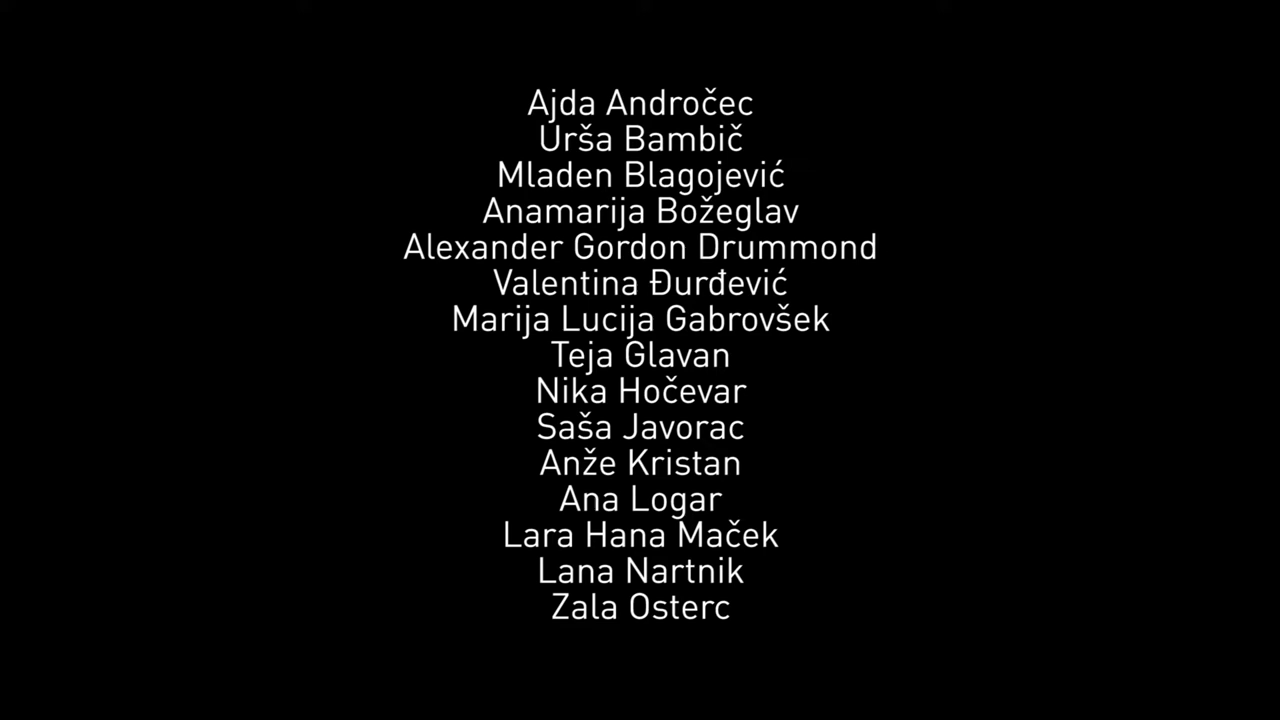 Ajda Andročec
Urša Bambič
Mladen Blagojević
Anamarija Božeglav
Alexander Gordon Drummond
Valentina Đurđević
Marija Lucija Gabrovšek
Teja Glavan
Nika Hočevar
Saša Javorac
Anže Kristan
Ana Logar
Lara Hana Maček
Lana Nartnik
Zala Osterc